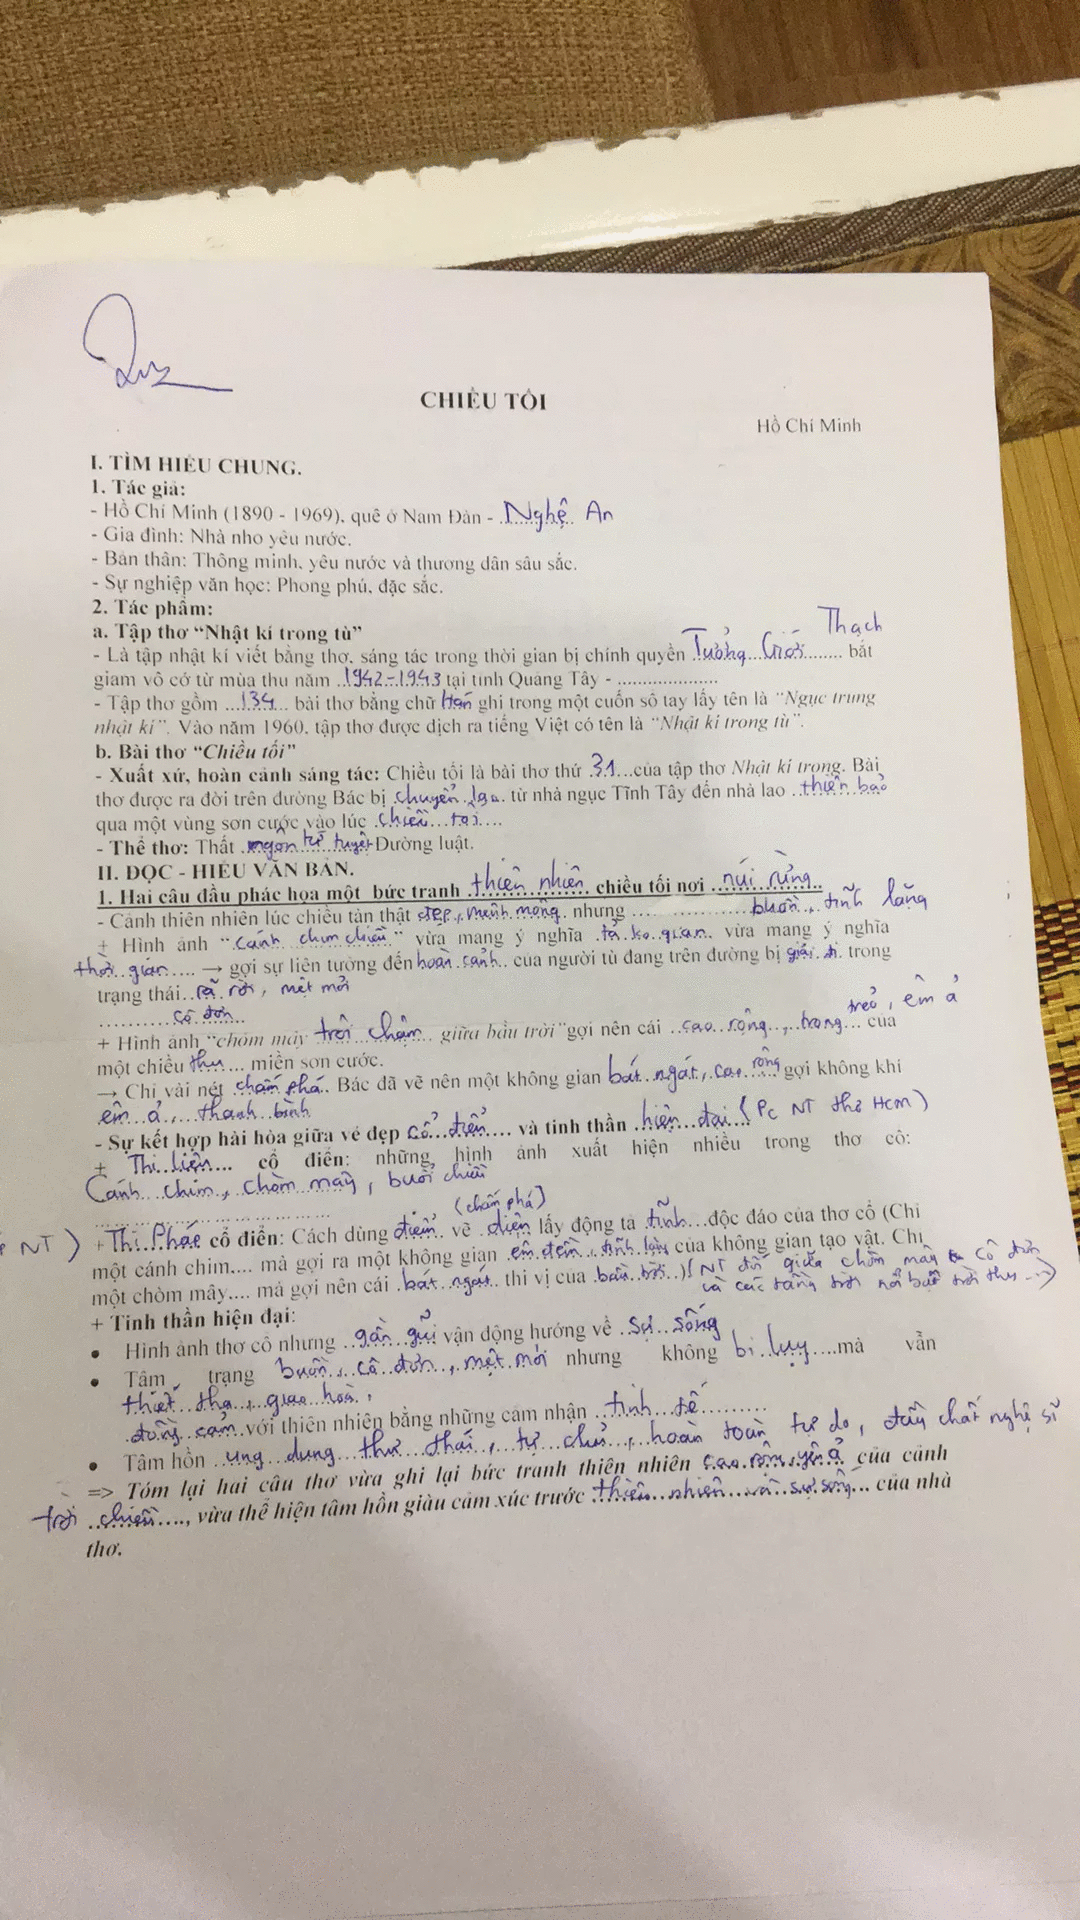 CHIỀU TỐI
Hồ Chí Minh
I. TÌM HIỂU CHUNG.
1. Tác giả:
- Hồ Chí Minh (1890 - 1969), quê ở Nam Đàn - Nghệ An
- Gia đình: Nhà nho yêu nước.
- Bản thân: Thông minh, yêu nước và thương dân sâu sắc.
- Sự nghiệp văn học: Phong phú, đặc sắc.
2. Tác phẩm:
a. Tập thơ “Nhật kí trong tù”
- Là tập nhật kí viết bằng thơ, sáng tác trong thời gian bị chính quyền Tưởng Giới Thạch bắt
giam vô cớ từ mùa thu năm 1942-1943 tại tỉnh Quảng Tây - ....................
- Tập thơ gồm ..134... bài thơ bằng chữ Hán ghi trong một cuốn sổ tay lấy tên là “Ngục trung
nhật kí”. Vào năm 1960, tập thơ được dịch ra tiếng Việt có tên là “Nhật kí trong tù”.
b. Bài thơ “Chiều tối”
- Xuất xứ, hoàn cảnh sáng tác: Chiều tối là bài thơ thứ 31...của tập thơ Nhật kí trong. Bài
thơ được ra đời trên đường Bác bị chuyển lao từ nhà ngục Tĩnh Tây đến nhà lao thiên bảo
qua một vùng sơn cước vào lúc chiều tối....
- Thể thơ: Thất ngôn tứ tuyệt Đường luật.
II. ĐỌC - HIỂU VĂN BẢN.
1. Hai câu đầu phác họa một bức tranh thiên nhiên chiều tối nơi núi rừng..
- Cảnh thiên nhiên lúc chiều tàn thật đẹp, mênh mông. nhưng ... buồn, tĩnh lặng
+ Hình ảnh “cánh chim chiều” vừa mang ý nghĩa tả ko gian vừa mang ý nghĩa
thời gian.... → gợi sự liên tưởng đến hoàn cảnh của người tù đang trên đường bị giải đi trong
trạng thái rã rời, mệt mỏi
..........cô đơn..
+ Hình ảnh “chòm mây trôi chậm giữa bầu trời” gợi nên cái cao rộng, trong trẻo, êm ả của
một chiều thu.... miền sơn cước.
→ Chỉ vài nét chấm phá. Bác đã vẽ nên một không gian bát ngát, cao rộng gợi không khí
êm ả, thanh bình
- Sự kết hợp hài hòa giữa vẻ đẹp cổ điển.... và tinh thần hiện đại (PC NT thơ HCM)
+ Thi liệu.... cổ điển: những hình ảnh xuất hiện nhiều trong thơ cổ:
Cánh chim, chòm mây, buổi chiều
(chấm phá)
NT) + Thi Pháp cổ điển: Cách dùng điểm vẽ diện lấy động tả tĩnh...độc đáo của thơ cổ (Chỉ
một cánh chim.... mà gợi ra một không gian êm đềm, tĩnh lặng của không gian tạo vật. Chỉ
một chòm mây.... mà gợi nên cái bát ngát thi vị của bầu trời) (NT đối giữa chòm mây cô đơn
và các tầng trời nổi bật trời thu ...)
+ Tinh thần hiện đại:
● Hình ảnh thơ cổ nhưng gần gũi vận động hướng về sự sống
● Tâm trạng buồn, cô đơn, mệt mỏi nhưng không bi lụy....mà vẫn
thiết tha, giao hoà,
đồng cảm với thiên nhiên bằng những cảm nhận tinh tế..........
● Tâm hồn ung dung thư thái, tự chủ, hoàn toàn tự do, đầy chất nghệ sĩ
=> Tóm lại hai câu thơ vừa ghi lại bức tranh thiên nhiên cao rộng yên ả của cảnh
trời chiều...., vừa thể hiện tâm hồn giàu cảm xúc trước thiên nhiên và sự sống... của nhà
thơ.